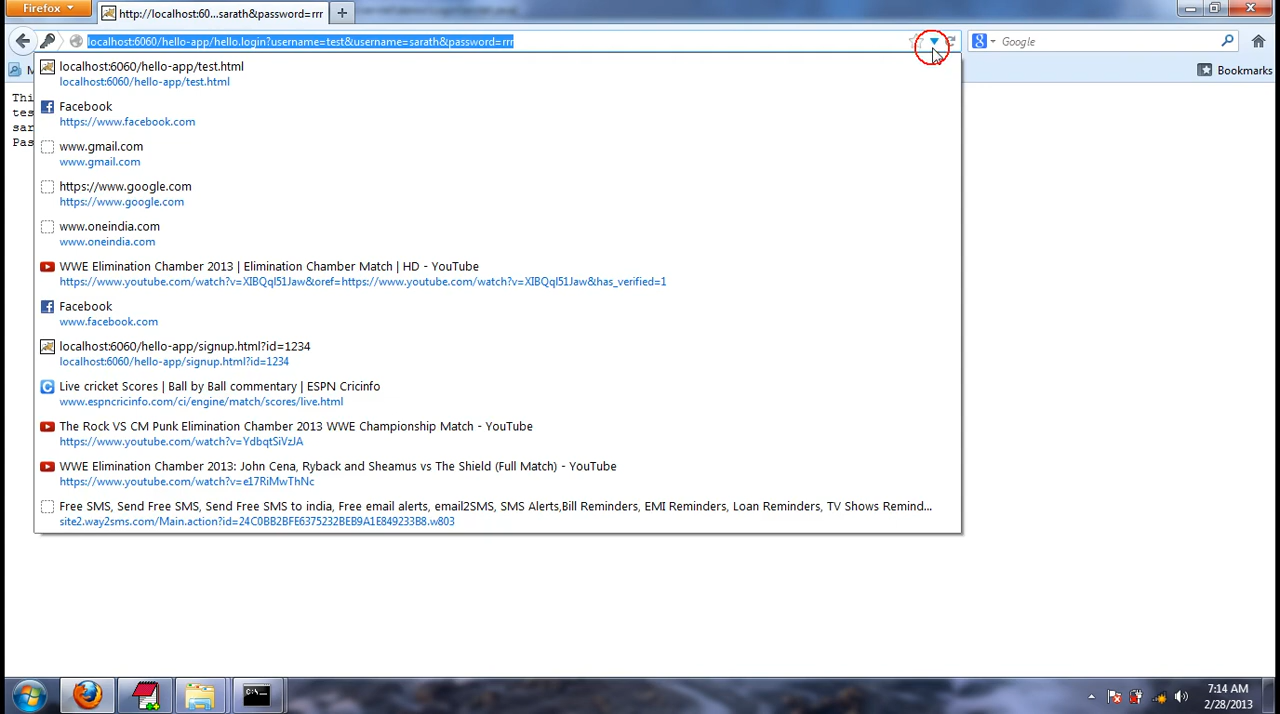 Firefox
http://localhost:60...sarath&password=rrr
localhost:6060/hello-app/hello.login?username=test&username=sarath&password=rrr
Google
Bookmarks
M
Thi
tes
sar
Pas
localhost:6060/hello-app/test.html
localhost:6060/hello-app/test.html
Facebook
https://www.facebook.com
www.gmail.com
www.gmail.com
https://www.google.com
https://www.google.com
www.oneindia.com
www.oneindia.com
WWE Elimination Chamber 2013 | Elimination Chamber Match | HD - YouTube
https://www.youtube.com/watch?v=XIBQql51Jaw&oref=https://www.youtube.com/watch?v=XIBQql51Jaw&has_verified=1
Facebook
www.facebook.com
localhost:6060/hello-app/signup.html?id=1234
localhost:6060/hello-app/signup.html?id=1234
Live cricket Scores | Ball by Ball commentary | ESPN Cricinfo
www.espncricinfo.com/ci/engine/match/scores/live.html
The Rock VS CM Punk Elimination Chamber 2013 WWE Championship Match - YouTube
https://www.youtube.com/watch?v=YdbqtSiVzJA
WWE Elimination Chamber 2013: John Cena, Ryback and Sheamus vs The Shield (Full Match) - YouTube
https://www.youtube.com/watch?v=e17RiMwThNc
Free SMS, Send Free SMS, Send Free SMS to india, Free email alerts, email2SMS, SMS Alerts,Bill Reminders, EMI Reminders, Loan Reminders, TV Shows Remind...
site2.way2sms.com/Main.action?id=24C0BB2BFE6375232BEB9A1E849233B8.w803
7:14 AM
2/28/2013